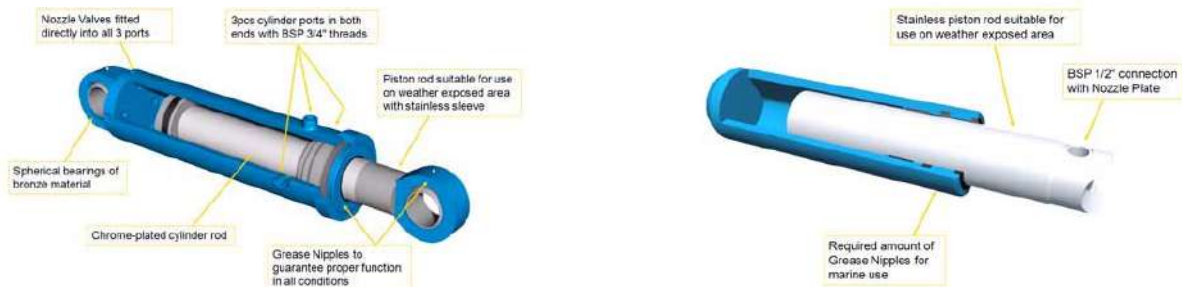 Nozzle Valves fitted
directly into all 3 ports
3pcs cylinder ports in both
ends with BSP 3/4" threads
Piston rod suitable for use
on weather exposed area
with stainless sleeve
Spherical bearings of
bronze material
Chrome-plated cylinder rod
Grease Nipples to
guarantee proper function
in all conditions
Stainless piston rod suitable for
use on weather exposed area
BSP 1/2" connection
with Nozzle Plate
Required amount of
Grease Nipples for
marine use